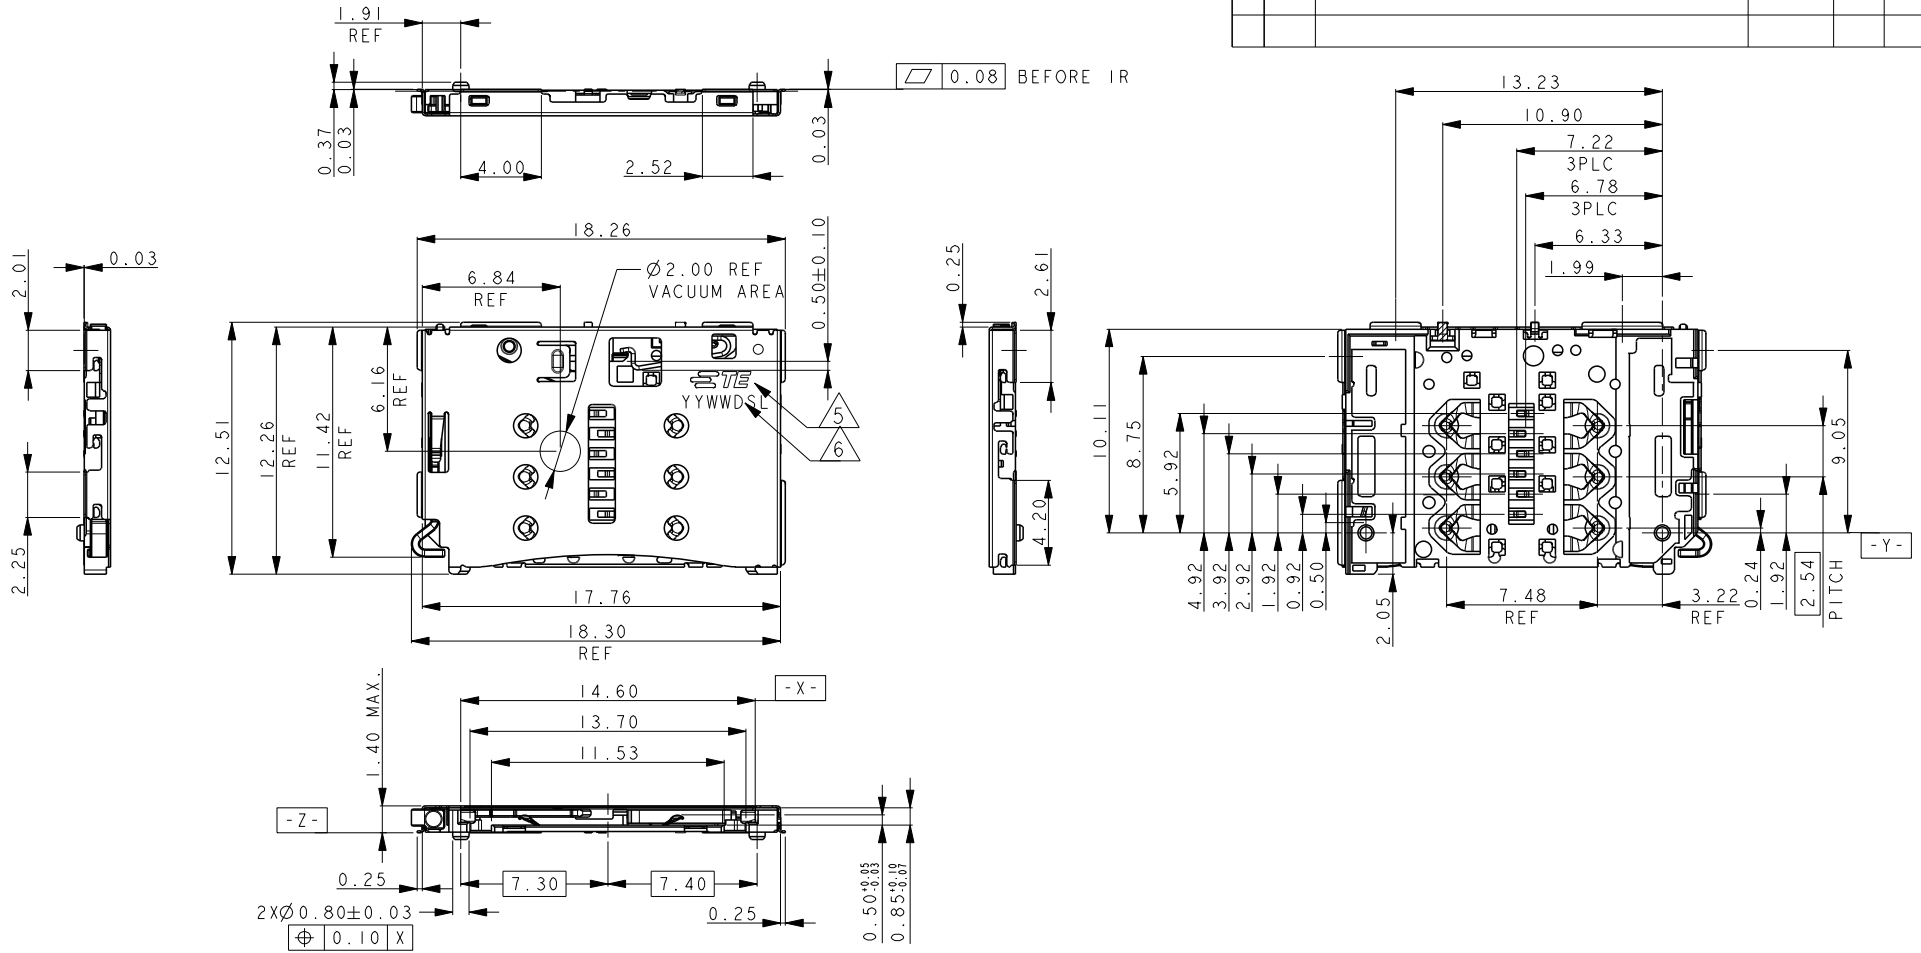 1.91
REF
0.08 BEFORE IR
0.37
0.03
4.00
2.52
0.03
13.23
10.90
7.22
3PLC
6.78
3PLC
6.33
1.99
2.01
0.03
2.25
18.26
6.84
REF
Ø2.00 REF
VACUUM AREA
0.50±0.10
12.51
12.26
REF
11.42
REF
6.16
REF
TE
YYWWDSL
5
6
17.76
18.30
REF
0.25
2.61
4.20
10.11
8.75
5.92
4.92
3.92
2.92
1.92
0.92
0.50
2.05
7.48
REF
3.22
REF
0.24
1.92
2.54
PITCH
9.05
-Y-
14.60
-X-
13.70
11.53
1.40 MAX.
-Z-
0.25
7.30
7.40
2XØ0.80±0.03
0.10 X
0.25
0.50+0.05
-0.03
0.85+0.10
-0.07